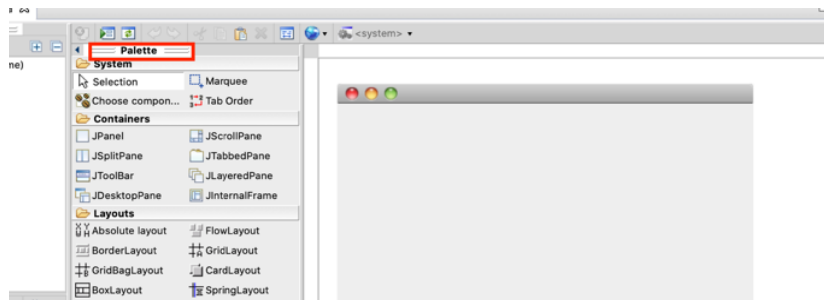 <system>
ne)
Palette
System
Selection Marquee
Choose compon... Tab Order
Containers
JPanel JScrollPane
JSplitPane JTabbedPane
JToolBar JLayeredPane
JDesktopPane JInternalFrame
Layouts
Absolute layout FlowLayout
BorderLayout GridLayout
GridBagLayout CardLayout
BoxLayout SpringLayout